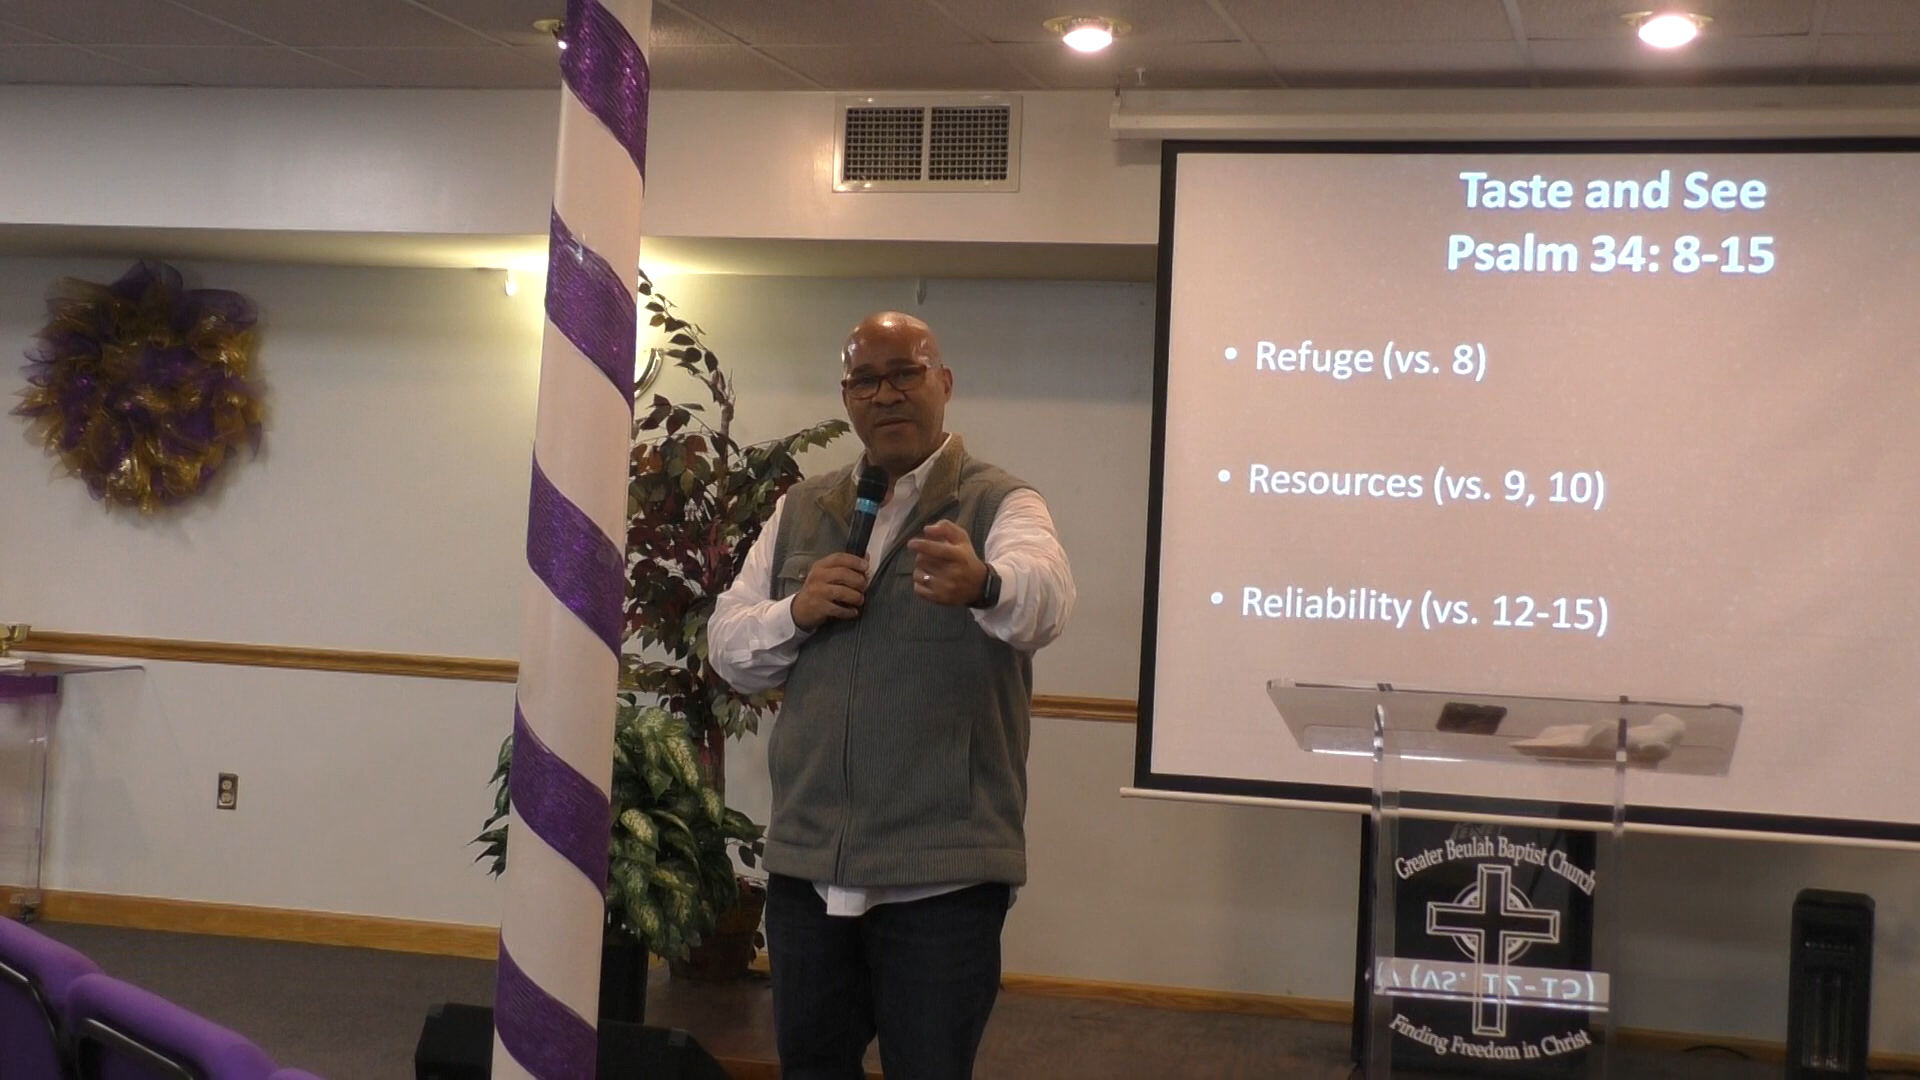 Taste and See
Psalm 34: 8-15
• Refuge (vs. 8)
• Resources (vs. 9, 10)
• Reliability (vs. 12-15)
Greater Beulah Baptist Church
Finding Freedom in Christ